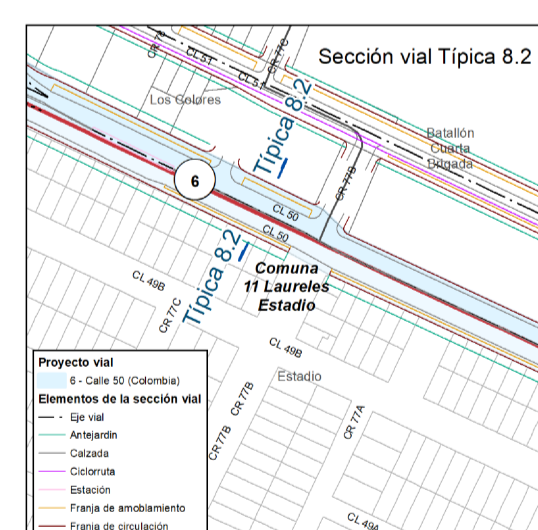 Sección vial Típica 8.2
CR 78
CL 51
CR 77C
CL 51
Los Colores
Típica 8.2
Batallón
Cuarta
Brigada
6
CR 77B
CL 50
CL 50
Típica 8.2
Comuna
11 Laureles
Estadio
CL 49B
CR 77C
CL 49B
Estadio
CR 77B
CR 77B
CR 77A
CL 49A
Proyecto vial
6 - Calle 50 (Colombia)
Elementos de la sección vial
Eje vial
Antejardin
Calzada
Ciclorruta
Estación
Franja de amoblamiento
Franja de circulación